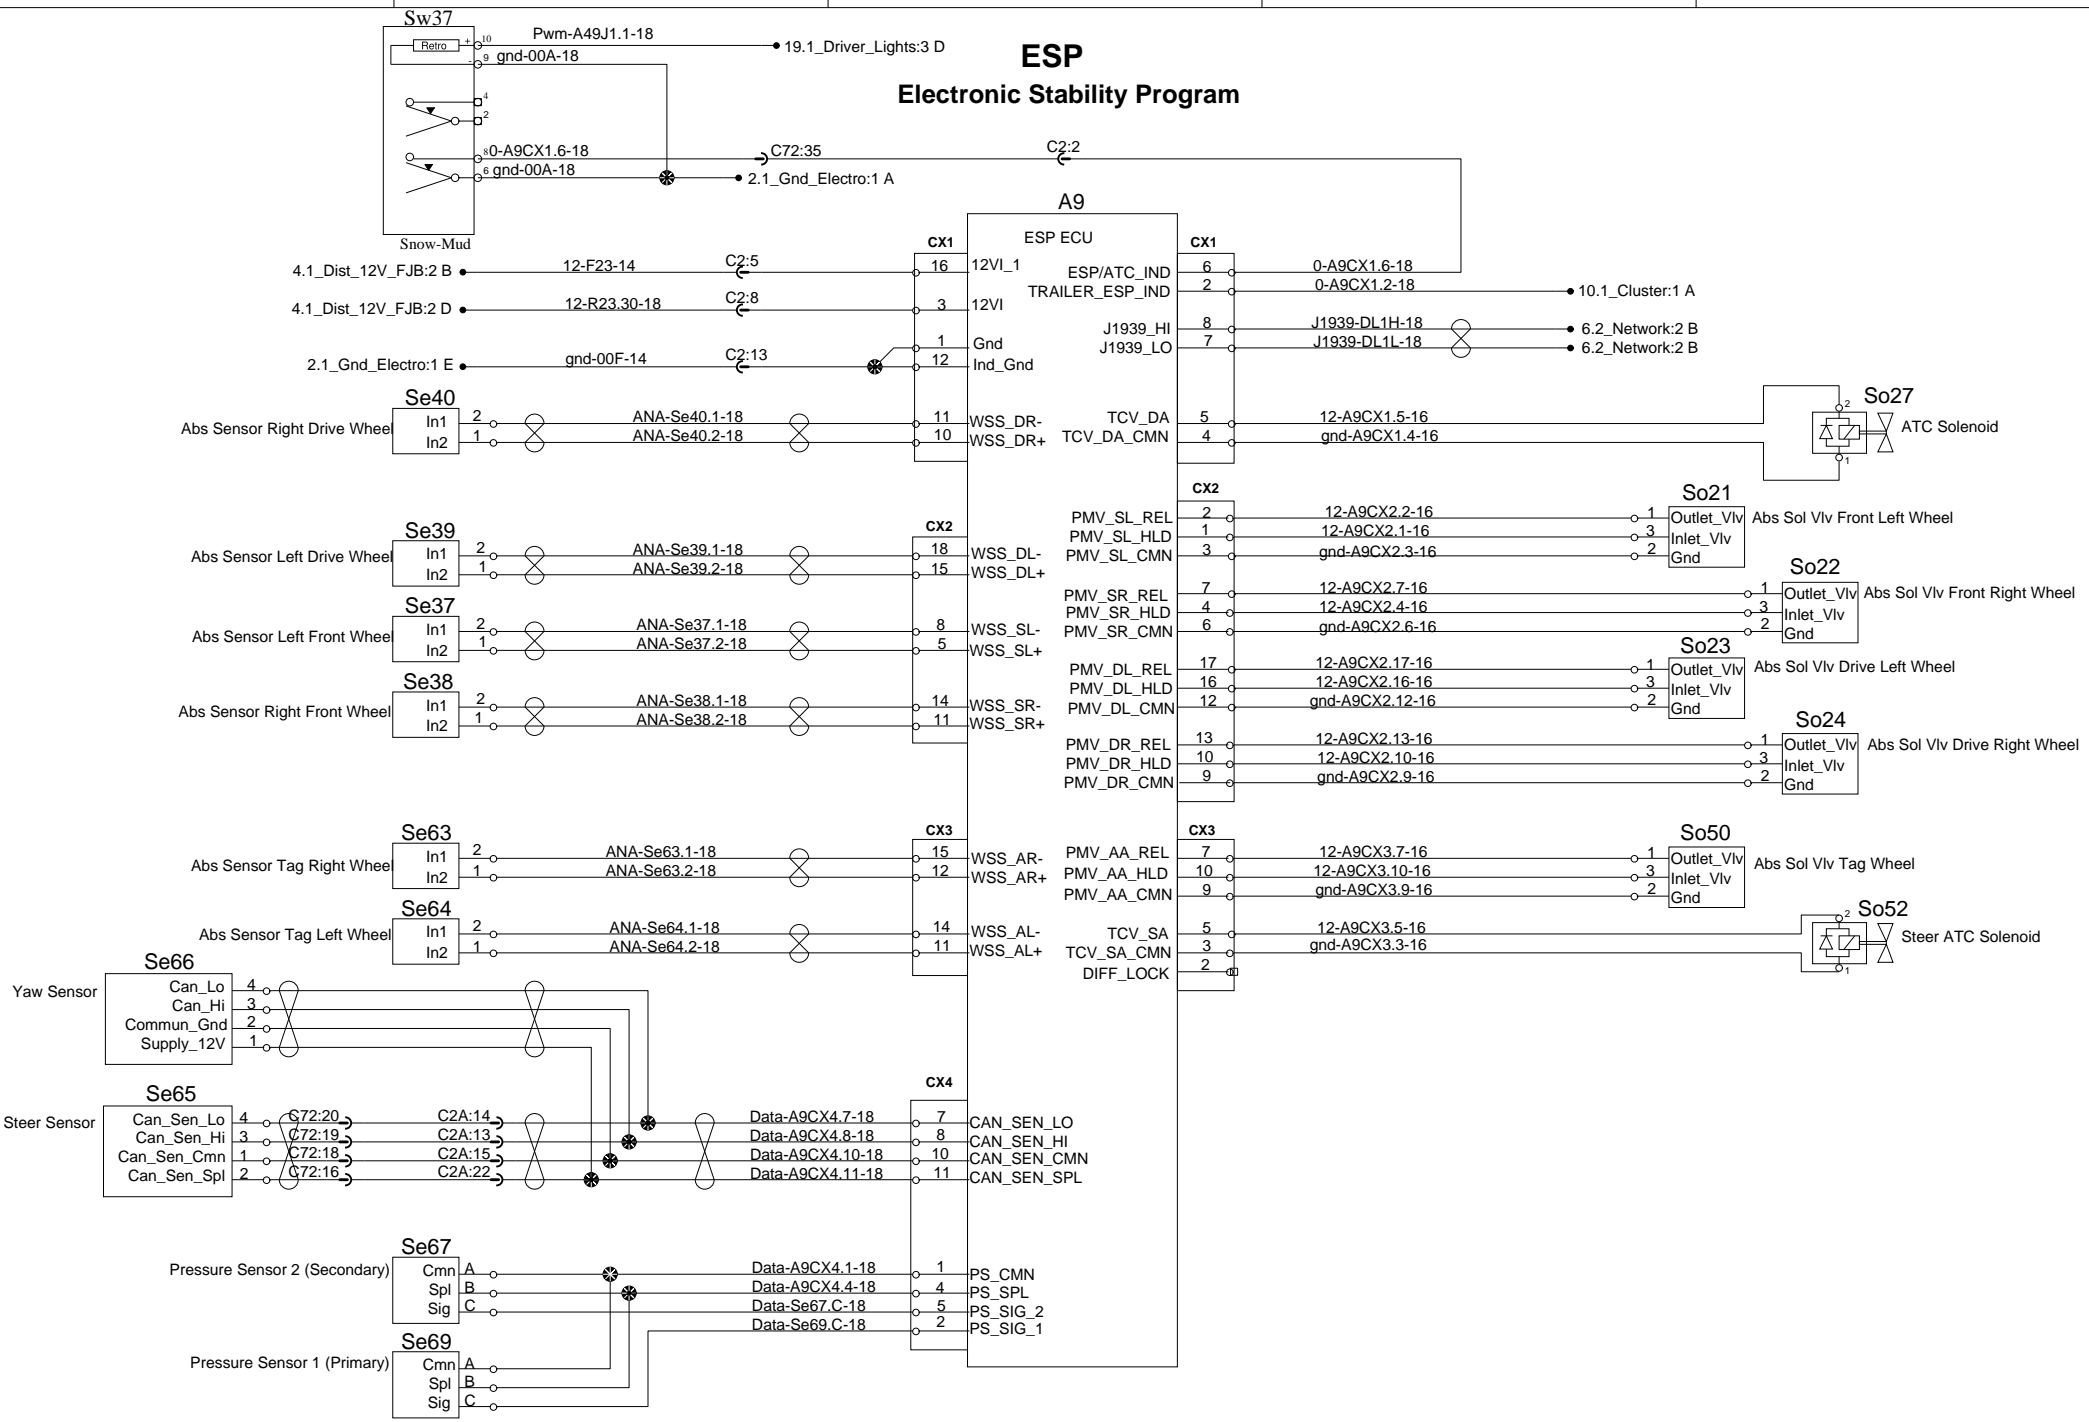 Sw37
ESP
Electronic Stability Program
Retro + 10 Pwm-A49J1.1-18 19.1_Driver_Lights:3 D
- 9 gnd-00A-18
4
2
8 0-A9CX1.6-18 C72:35 C2:2
6 gnd-00A-18 2.1_Gnd_Electro:1 A
Snow-Mud
A9
ESP ECU
CX1
4.1_Dist_12V_FJB:2 B 12-F23-14 C2:5 16 12VI_1
4.1_Dist_12V_FJB:2 D 12-R23.30-18 C2:8 3 12VI
1 Gnd
2.1_Gnd_Electro:1 E gnd-00F-14 C2:13 12 Ind_Gnd
Se40
Abs Sensor Right Drive Wheel
In1 2 ANA-Se40.1-18 11 WSS_DR-
In2 1 ANA-Se40.2-18 10 WSS_DR+
CX2
Se39
Abs Sensor Left Drive Wheel
In1 2 ANA-Se39.1-18 18 WSS_DL-
In2 1 ANA-Se39.2-18 15 WSS_DL+
Se37
Abs Sensor Left Front Wheel
In1 2 ANA-Se37.1-18 8 WSS_SL-
In2 1 ANA-Se37.2-18 5 WSS_SL+
Se38
Abs Sensor Right Front Wheel
In1 2 ANA-Se38.1-18 14 WSS_SR-
In2 1 ANA-Se38.2-18 11 WSS_SR+
CX3
Se63
Abs Sensor Tag Right Wheel
In1 2 ANA-Se63.1-18 15 WSS_AR-
In2 1 ANA-Se63.2-18 12 WSS_AR+
Se64
Abs Sensor Tag Left Wheel
In1 2 ANA-Se64.1-18 14 WSS_AL-
In2 1 ANA-Se64.2-18 11 WSS_AL+
Se66
Yaw Sensor
Can_Lo 4
Can_Hi 3
Commun_Gnd 2
Supply_12V 1
CX4
Se65
Steer Sensor
Can_Sen_Lo 4 C72:20 C2A:14 Data-A9CX4.7-18 7 CAN_SEN_LO
Can_Sen_Hi 3 C72:19 C2A:13 Data-A9CX4.8-18 8 CAN_SEN_HI
Can_Sen_Cmn 1 C72:18 C2A:15 Data-A9CX4.10-18 10 CAN_SEN_CMN
Can_Sen_Spl 2 C72:16 C2A:22 Data-A9CX4.11-18 11 CAN_SEN_SPL
Se67
Pressure Sensor 2 (Secondary)
Cmn A Data-A9CX4.1-18 1 PS_CMN
Spl B Data-A9CX4.4-18 4 PS_SPL
Sig C Data-Se67.C-18 5 PS_SIG_2
Data-Se69.C-18 2 PS_SIG_1
Se69
Pressure Sensor 1 (Primary)
Cmn A
Spl B
Sig C
CX1
ESP/ATC_IND 6 0-A9CX1.6-18
TRAILER_ESP_IND 2 0-A9CX1.2-18 10.1_Cluster:1 A
J1939_HI 8 J1939-DL1H-18 6.2_Network:2 B
J1939_LO 7 J1939-DL1L-18 6.2_Network:2 B
TCV_DA 5 12-A9CX1.5-16
TCV_DA_CMN 4 gnd-A9CX1.4-16
So27
2
ATC Solenoid
1
CX2
So21
PMV_SL_REL 2 12-A9CX2.2-16 1 Outlet_Vlv Abs Sol Vlv Front Left Wheel
PMV_SL_HLD 1 12-A9CX2.1-16 3 Inlet_Vlv
PMV_SL_CMN 3 gnd-A9CX2.3-16 2 Gnd
So22
PMV_SR_REL 7 12-A9CX2.7-16 1 Outlet_Vlv Abs Sol Vlv Front Right Wheel
PMV_SR_HLD 4 12-A9CX2.4-16 3 Inlet_Vlv
PMV_SR_CMN 6 gnd-A9CX2.6-16 2 Gnd
So23
PMV_DL_REL 17 12-A9CX2.17-16 1 Outlet_Vlv Abs Sol Vlv Drive Left Wheel
PMV_DL_HLD 16 12-A9CX2.16-16 3 Inlet_Vlv
PMV_DL_CMN 12 gnd-A9CX2.12-16 2 Gnd
So24
PMV_DR_REL 13 12-A9CX2.13-16 1 Outlet_Vlv Abs Sol Vlv Drive Right Wheel
PMV_DR_HLD 10 12-A9CX2.10-16 3 Inlet_Vlv
PMV_DR_CMN 9 gnd-A9CX2.9-16 2 Gnd
CX3
So50
PMV_AA_REL 7 12-A9CX3.7-16 1 Outlet_Vlv Abs Sol Vlv Tag Wheel
PMV_AA_HLD 10 12-A9CX3.10-16 3 Inlet_Vlv
PMV_AA_CMN 9 gnd-A9CX3.9-16 2 Gnd
So52
2
TCV_SA 5 12-A9CX3.5-16 Steer ATC Solenoid
TCV_SA_CMN 3 gnd-A9CX3.3-16
1
DIFF_LOCK 2